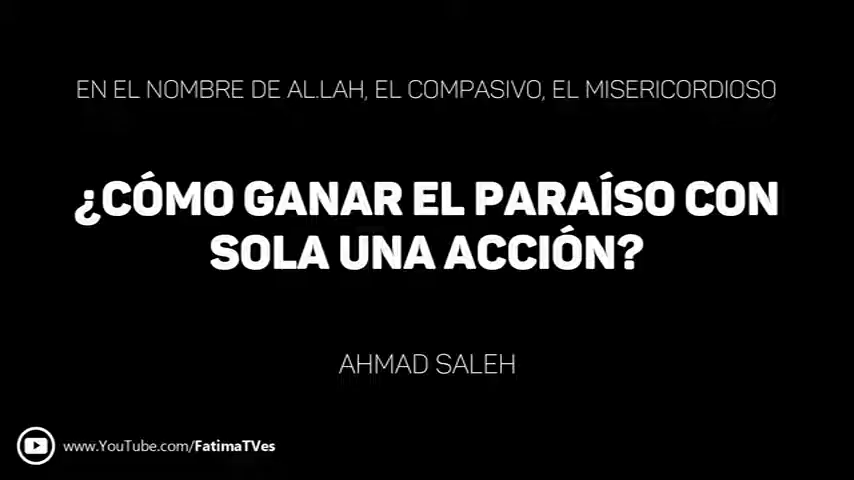 EN EL NOMBRE DE AL.LAH, EL COMPASIVO, EL MISERICORDIOSO
¿CÓMO GANAR EL PARAÍSO CON
SOLA UNA ACCIÓN?
AHMAD SALEH
www.YouTube.com/FatimaTVes